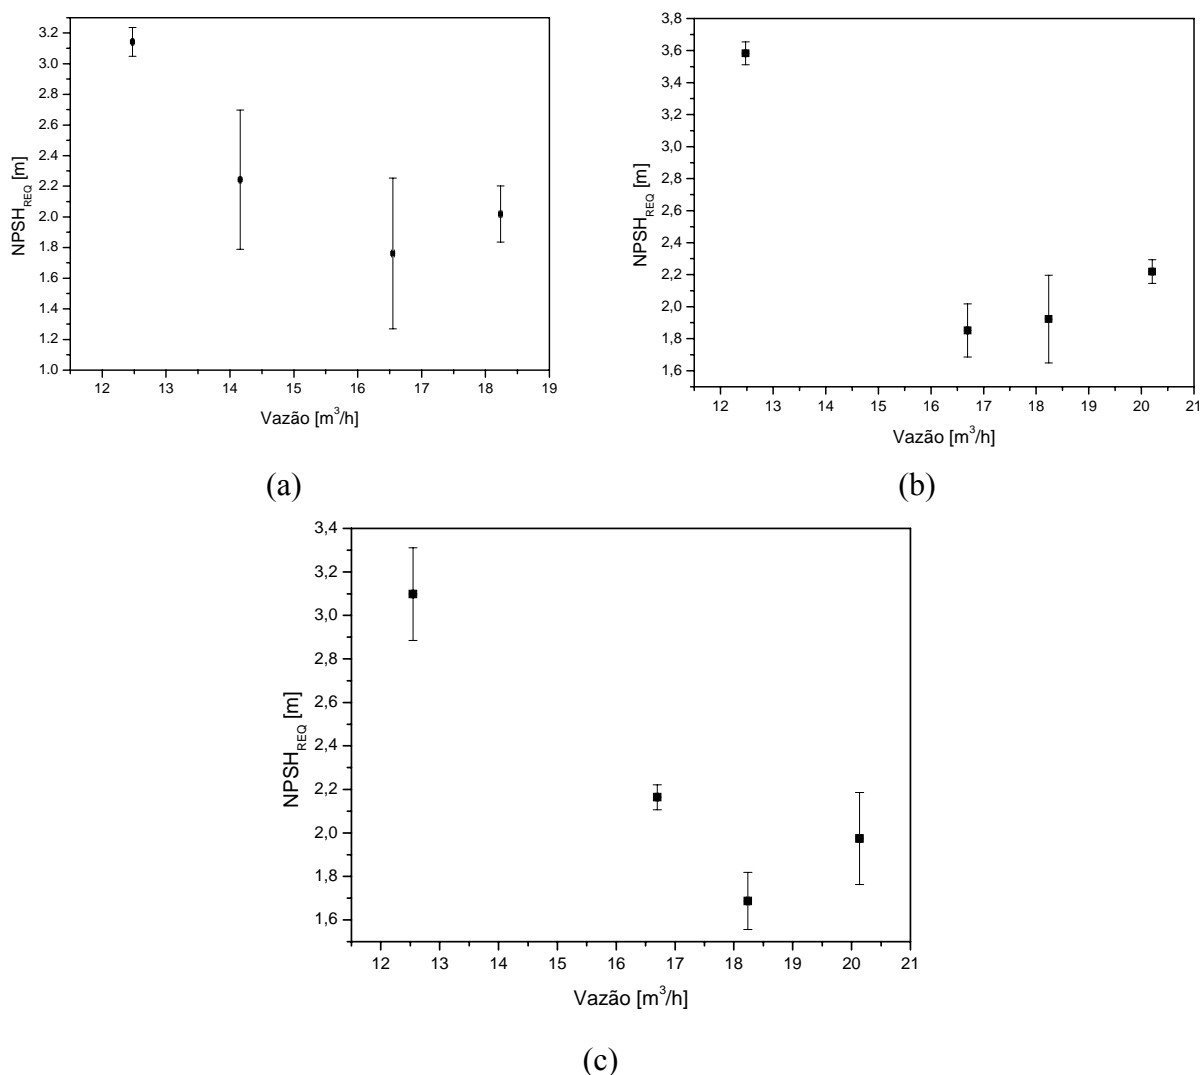 3.2
3.0
2.8
2.6
2.4
2.2
2.0
1.8
1.6
1.4
1.2
1.0
NPSH_REQ [m]
12 13 14 15 16 17 18 19
Vazão [m³/h]
(a)
3,8
3,6
3,4
3,2
3,0
2,8
2,6
2,4
2,2
2,0
1,8
1,6
NPSH_REQ [m]
12 13 14 15 16 17 18 19 20 21
Vazão [m³/h]
(b)
3,4
3,2
3,0
2,8
2,6
2,4
2,2
2,0
1,8
1,6
NPSH_REQ [m]
12 13 14 15 16 17 18 19 20 21
Vazão [m³/h]
(c)